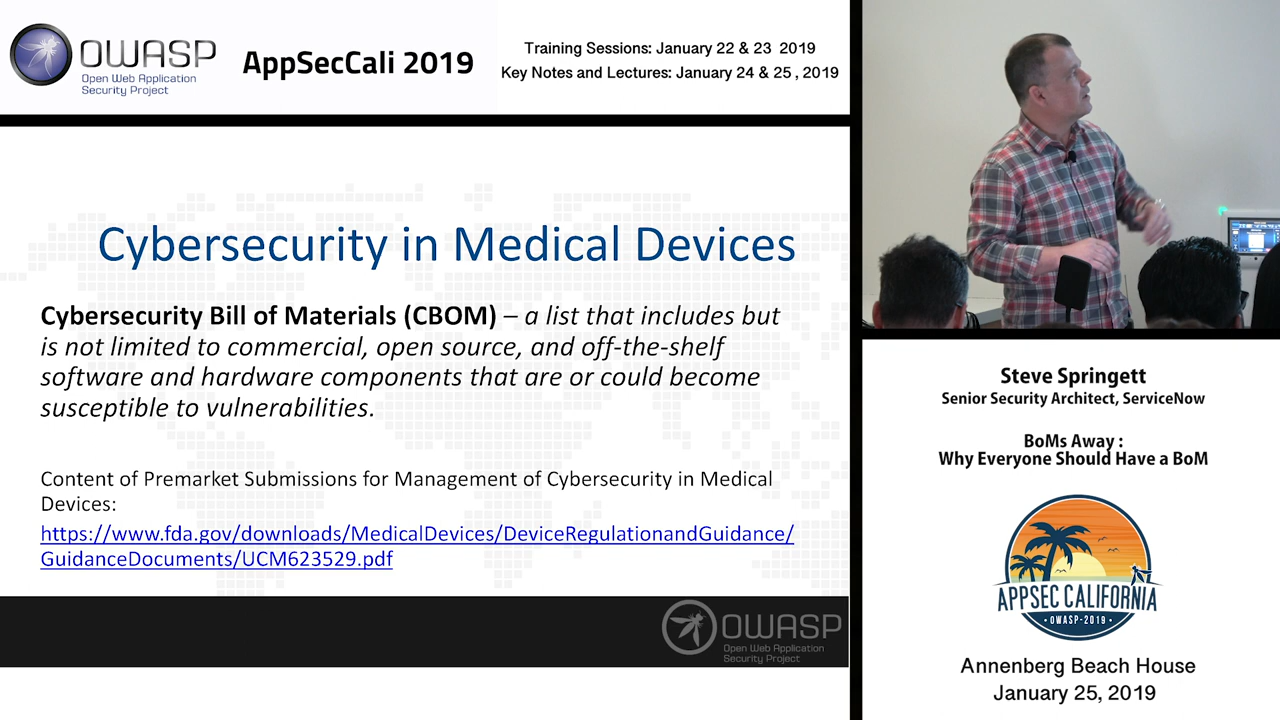 OWASP
Open Web Application
Security Project
AppSecCali 2019
Training Sessions: January 22 & 23 2019
Key Notes and Lectures: January 24 & 25 , 2019
Cybersecurity in Medical Devices
Cybersecurity Bill of Materials (CBOM) – a list that includes but
is not limited to commercial, open source, and off-the-shelf
software and hardware components that are or could become
susceptible to vulnerabilities.
Content of Premarket Submissions for Management of Cybersecurity in Medical
Devices:
https://www.fda.gov/downloads/MedicalDevices/DeviceRegulationandGuidance/
GuidanceDocuments/UCM623529.pdf
OWASP
Open Web Application
Security Project
Steve Springett
Senior Security Architect, ServiceNow
BoMs Away :
Why Everyone Should Have a BoM
APPSEC CALIFORNIA
• OWASP-2019 •
Annenberg Beach House
January 25, 2019